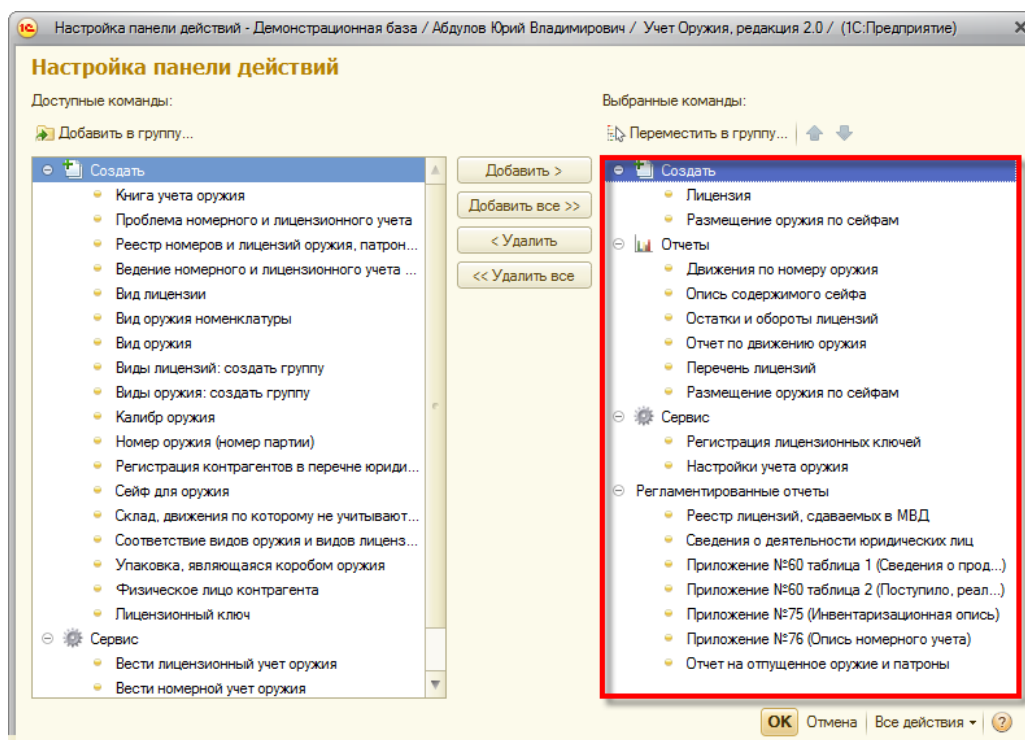 1С Настройка панели действий - Демонстрационная база / Абдулов Юрий Владимирович / Учет Оружия, редакция 2.0 / (1С:Предприятие)
Настройка панели действий
Доступные команды:
Добавить в группу...
Создать
Книга учета оружия
Проблема номерного и лицензионного учета
Реестр номеров и лицензий оружия, патрон...
Ведение номерного и лицензионного учета ...
Вид лицензии
Вид оружия номенклатуры
Вид оружия
Виды лицензий: создать группу
Виды оружия: создать группу
Калибр оружия
Номер оружия (номер партии)
Регистрация контрагентов в перечне юриди...
Сейф для оружия
Склад, движения по которому не учитывают...
Соответствие видов оружия и видов лиценз...
Упаковка, являющаяся коробом оружия
Физическое лицо контрагента
Лицензионный ключ
Сервис
Вести лицензионный учет оружия
Вести номерной учет оружия
Добавить >
Добавить все >>
< Удалить
<< Удалить все
Выбранные команды:
Переместить в группу...
Создать
Лицензия
Размещение оружия по сейфам
Отчеты
Движения по номеру оружия
Опись содержимого сейфа
Остатки и обороты лицензий
Отчет по движению оружия
Перечень лицензий
Размещение оружия по сейфам
Сервис
Регистрация лицензионных ключей
Настройки учета оружия
Регламентированные отчеты
Реестр лицензий, сдаваемых в МВД
Сведения о деятельности юридических лиц
Приложение №60 таблица 1 (Сведения о прод...)
Приложение №60 таблица 2 (Поступило, реал...)
Приложение №75 (Инвентаризационная опись)
Приложение №76 (Опись номерного учета)
Отчет на отпущенное оружие и патроны
OK Отмена Все действия ?